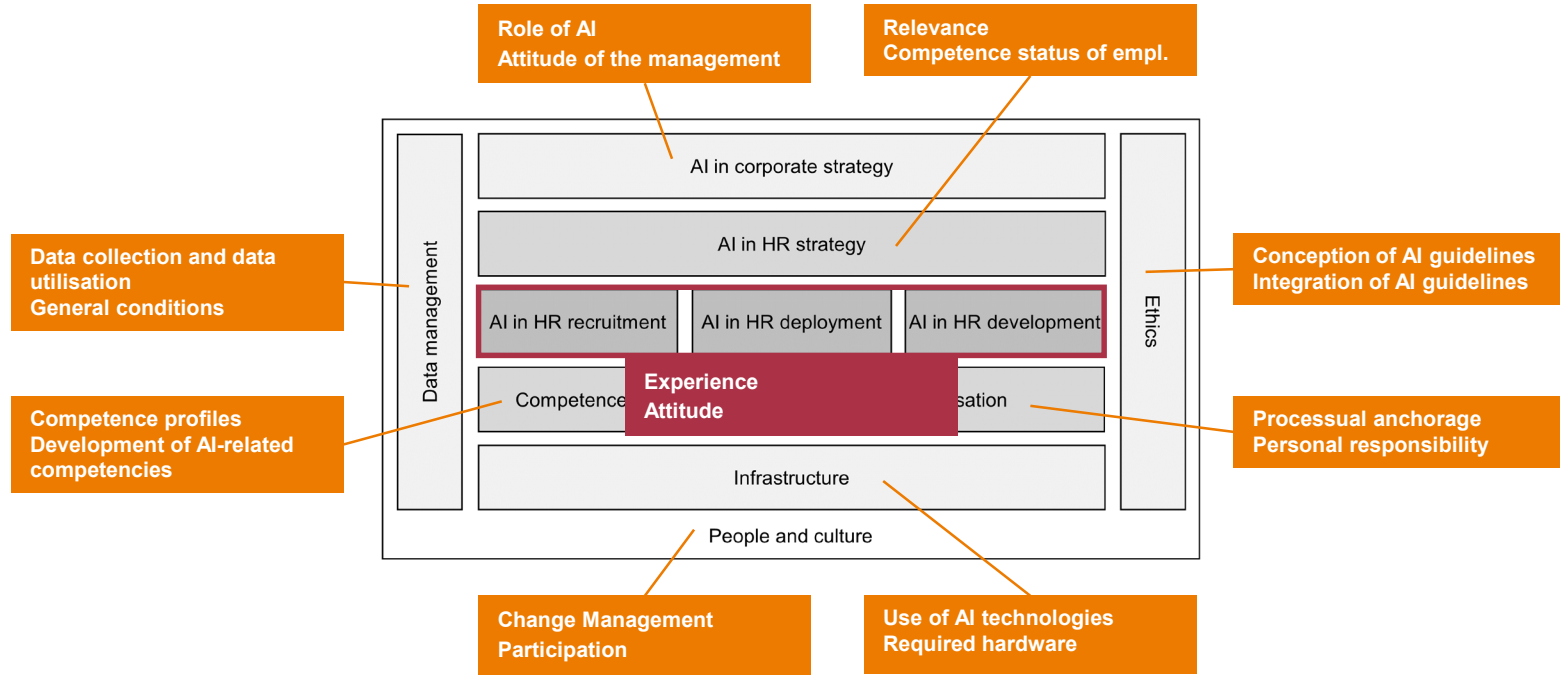 Role of AI
Attitude of the management
Relevance
Competence status of empl.
AI in corporate strategy
AI in HR strategy
Data collection and data
utilisation
General conditions
Data management
Conception of AI guidelines
Integration of AI guidelines
Ethics
AI in HR recruitment
AI in HR deployment
AI in HR development
Experience
Attitude
Competence
sation
Competence profiles
Development of AI-related
competencies
Processual anchorage
Personal responsibility
Infrastructure
People and culture
Change Management
Participation
Use of AI technologies
Required hardware